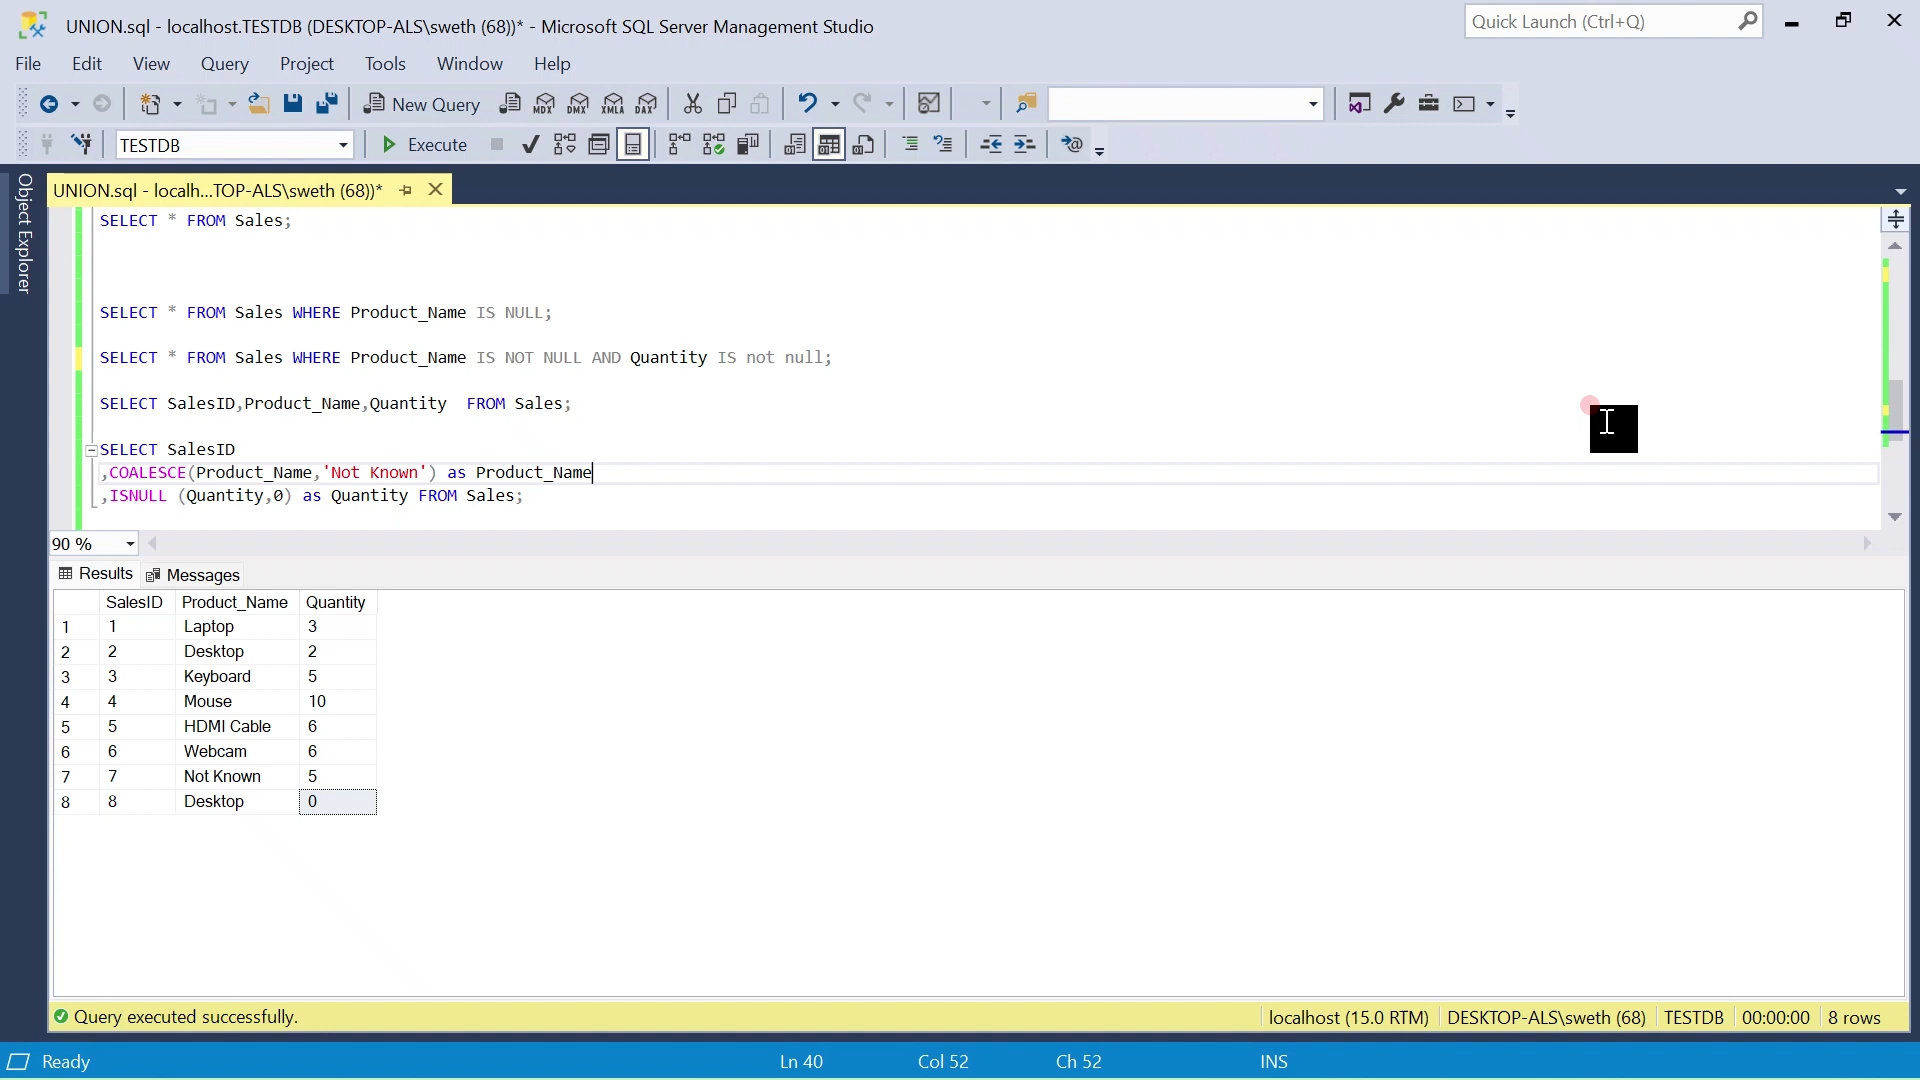 UNION.sql - localhost.TESTDB (DESKTOP-ALS\sweth (68))* - Microsoft SQL Server Management Studio
Quick Launch (Ctrl+Q)
File Edit View Query Project Tools Window Help
New Query MDX DMX XMLA DAX
TESTDB Execute
Object Explorer
UNION.sql - localh...TOP-ALS\sweth (68))*
SELECT * FROM Sales;
SELECT * FROM Sales WHERE Product_Name IS NULL;
SELECT * FROM Sales WHERE Product_Name IS NOT NULL AND Quantity IS not null;
SELECT SalesID,Product_Name,Quantity  FROM Sales;
SELECT SalesID
,COALESCE(Product_Name,'Not Known') as Product_Name
,ISNULL (Quantity,0) as Quantity FROM Sales;
90 %
Results Messages
SalesID Product_Name Quantity
1 1 Laptop 3
2 2 Desktop 2
3 3 Keyboard 5
4 4 Mouse 10
5 5 HDMI Cable 6
6 6 Webcam 6
7 7 Not Known 5
8 8 Desktop 0
Query executed successfully. localhost (15.0 RTM) DESKTOP-ALS\sweth (68) TESTDB 00:00:00 8 rows
Ready Ln 40 Col 52 Ch 52 INS